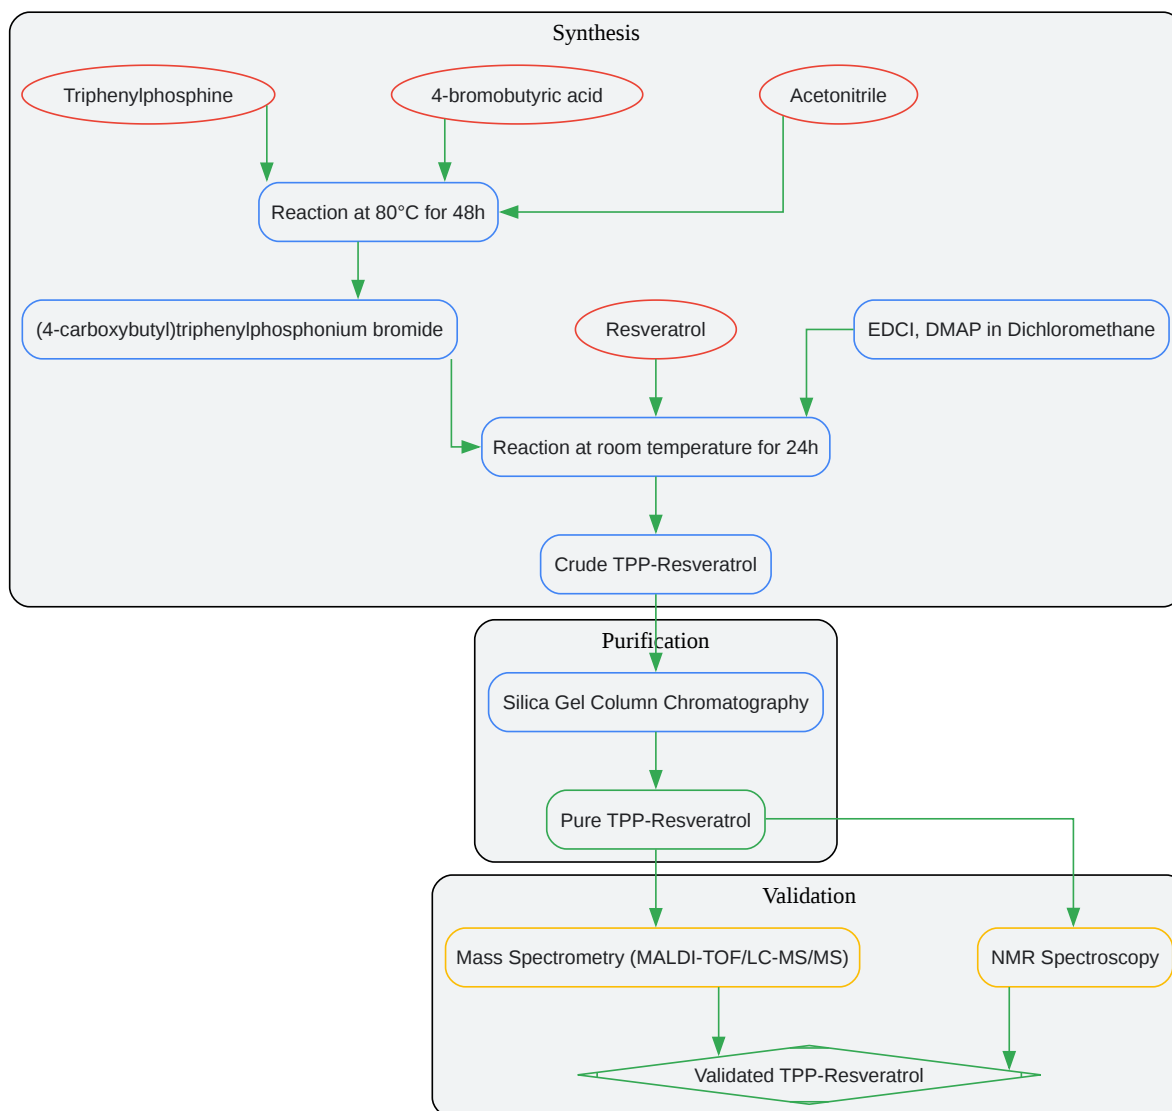 Synthesis
Triphenylphosphine
4-bromobutyric acid
Acetonitrile
Reaction at 80°C for 48h
(4-carboxybutyl)triphenylphosphonium bromide
Resveratrol
EDCI, DMAP in Dichloromethane
Reaction at room temperature for 24h
Crude TPP-Resveratrol
Purification
Silica Gel Column Chromatography
Pure TPP-Resveratrol
Validation
Mass Spectrometry (MALDI-TOF/LC-MS/MS)
NMR Spectroscopy
Validated TPP-Resveratrol